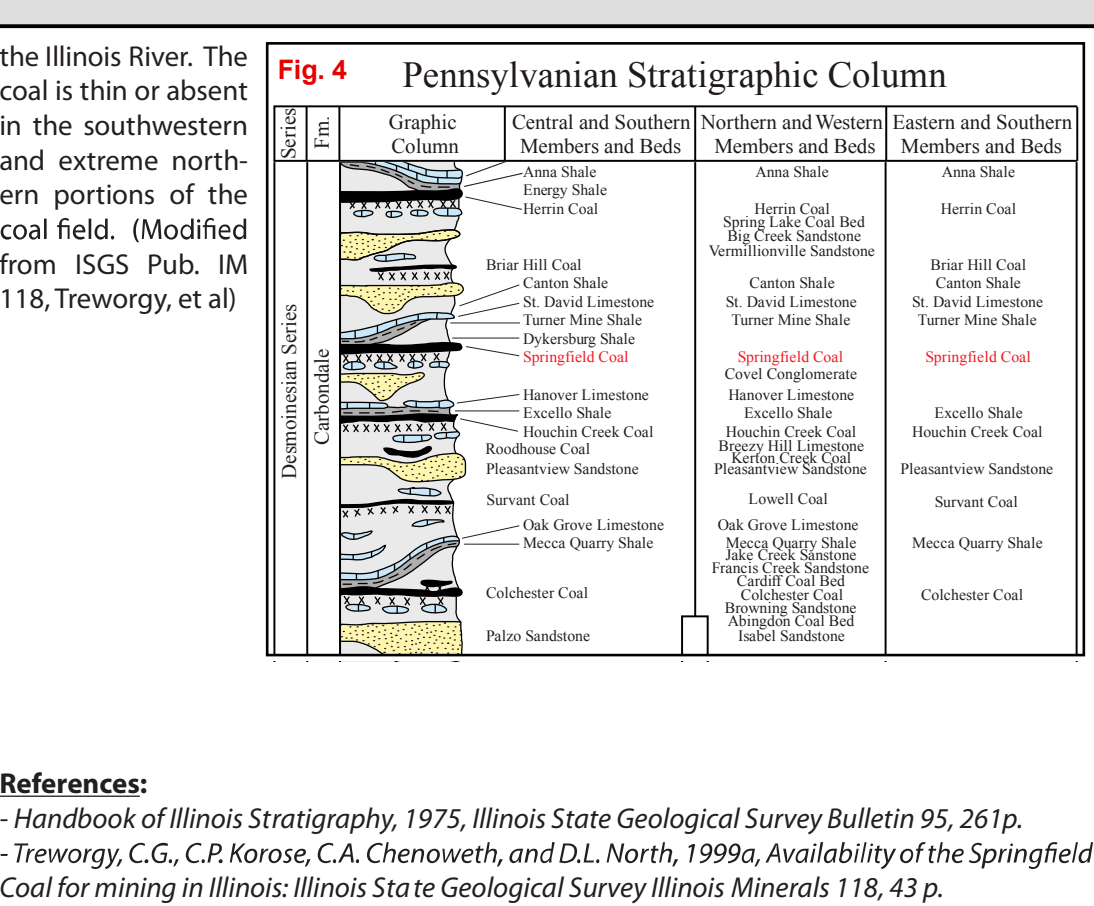 the Illinois River. The
coal is thin or absent
in the southwestern
and extreme north-
ern portions of the
coal field. (Modified
from ISGS Pub. IM
118, Treworgy, et al)
Fig. 4
Pennsylvanian Stratigraphic Column
Series
Fm.
Graphic
Column
Central and Southern
Members and Beds
Northern and Western
Members and Beds
Eastern and Southern
Members and Beds
Desmoinesian Series
Carbondale
Anna Shale
Energy Shale
Herrin Coal
Briar Hill Coal
Canton Shale
St. David Limestone
Turner Mine Shale
Dykersburg Shale
Springfield Coal
Hanover Limestone
Excello Shale
Houchin Creek Coal
Roodhouse Coal
Pleasantview Sandstone
Survant Coal
Oak Grove Limestone
Mecca Quarry Shale
Colchester Coal
Palzo Sandstone
Anna Shale
Herrin Coal
Spring Lake Coal Bed
Big Creek Sandstone
Vermillionville Sandstone
Canton Shale
St. David Limestone
Turner Mine Shale
Springfield Coal
Covel Conglomerate
Hanover Limestone
Excello Shale
Houchin Creek Coal
Breezy Hill Limestone
Kerton Creek Coal
Pleasantview Sandstone
Lowell Coal
Oak Grove Limestone
Mecca Quarry Shale
Jake Creek Sanstone
Francis Creek Sandstone
Cardiff Coal Bed
Colchester Coal
Browning Sandstone
Abingdon Coal Bed
Isabel Sandstone
Anna Shale
Herrin Coal
Briar Hill Coal
Canton Shale
St. David Limestone
Turner Mine Shale
Springfield Coal
Excello Shale
Houchin Creek Coal
Pleasantview Sandstone
Survant Coal
Mecca Quarry Shale
Colchester Coal
References:
- Handbook of Illinois Stratigraphy, 1975, Illinois State Geological Survey Bulletin 95, 261p.
- Treworgy, C.G., C.P. Korose, C.A. Chenoweth, and D.L. North, 1999a, Availability of the Springfield
Coal for mining in Illinois: Illinois State Geological Survey Illinois Minerals 118, 43 p.